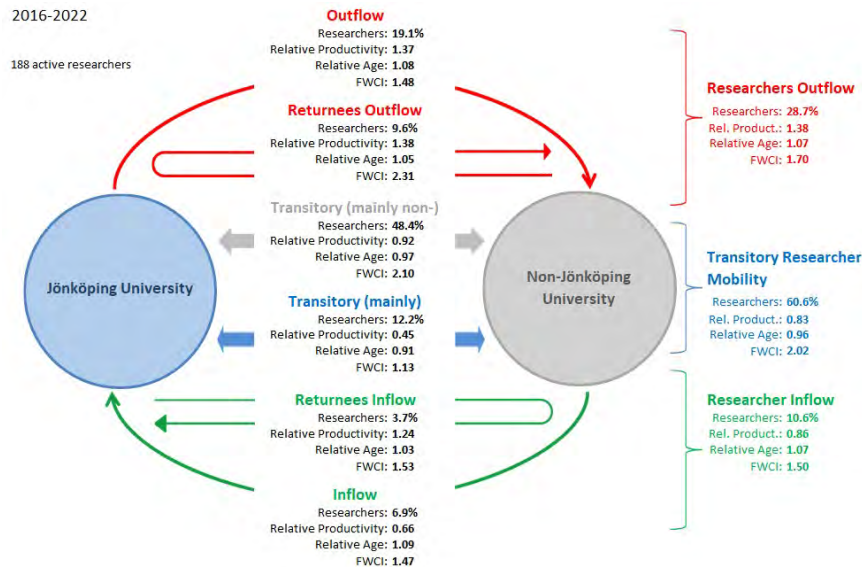 2016-2022
188 active researchers
Outflow
Researchers: 19.1%
Relative Productivity: 1.37
Relative Age: 1.08
FWCI: 1.48
Returnees Outflow
Researchers: 9.6%
Relative Productivity: 1.38
Relative Age: 1.05
FWCI: 2.31
Transitory (mainly non-)
Researchers: 48.4%
Relative Productivity: 0.92
Relative Age: 0.97
FWCI: 2.10
Transitory (mainly)
Researchers: 12.2%
Relative Productivity: 0.45
Relative Age: 0.91
FWCI: 1.13
Returnees Inflow
Researchers: 3.7%
Relative Productivity: 1.24
Relative Age: 1.03
FWCI: 1.53
Inflow
Researchers: 6.9%
Relative Productivity: 0.66
Relative Age: 1.09
FWCI: 1.47
Jönköping University
Non-Jönköping
University
Researchers Outflow
Researchers: 28.7%
Rel. Product.: 1.38
Relative Age: 1.07
FWCI: 1.70
Transitory Researcher
Mobility
Researchers: 60.6%
Rel. Product.: 0.83
Relative Age: 0.96
FWCI: 2.02
Researcher Inflow
Researchers: 10.6%
Rel. Product.: 0.86
Relative Age: 1.07
FWCI: 1.50